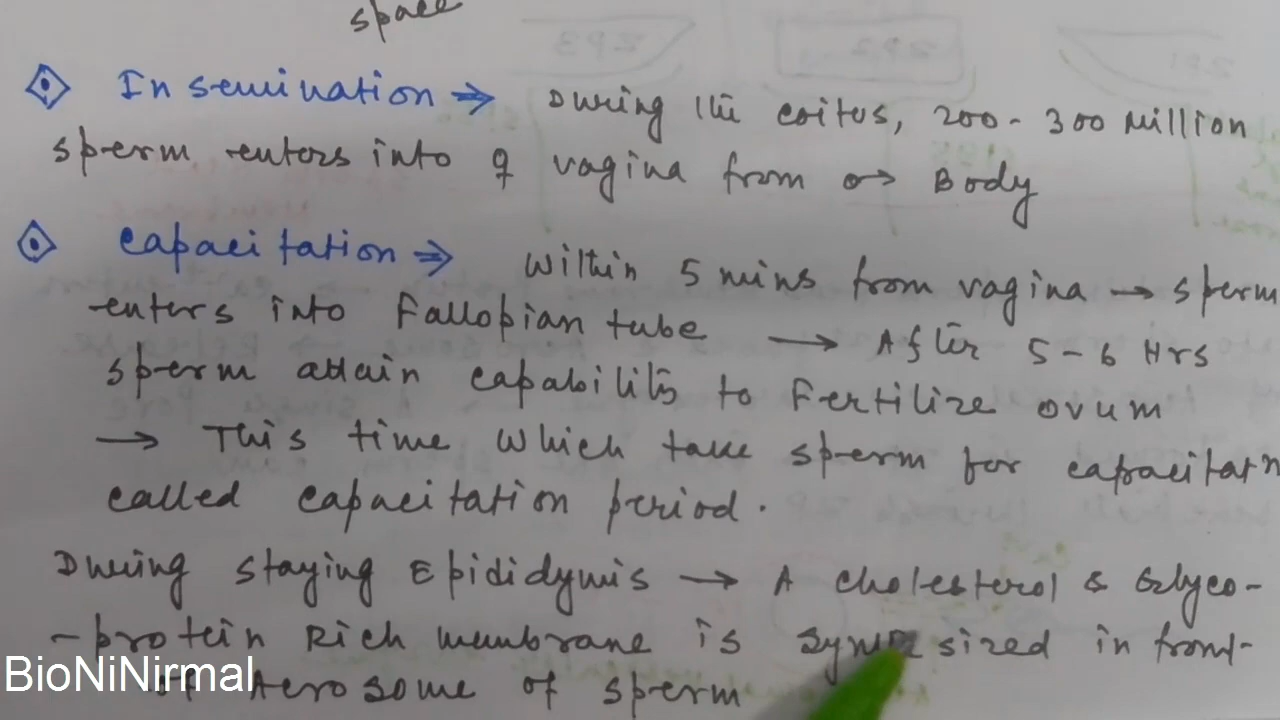 space
Insemination ⇒ During the coitus, 200-300 Million
sperm enters into ♀ vagina from ♂ Body
Capacitation ⇒ Within 5 mins from vagina → sperm
enters into Fallopian tube → After 5-6 Hrs
sperm attain capability to Fertilize ovum
→ This time which take sperm for capacitatn
called capacitation period.
During staying Epididymis → A cholesterol & Glyco-
-protein Rich membrane is sized in front-
of Acrosome of sperm
BioNiNirmal